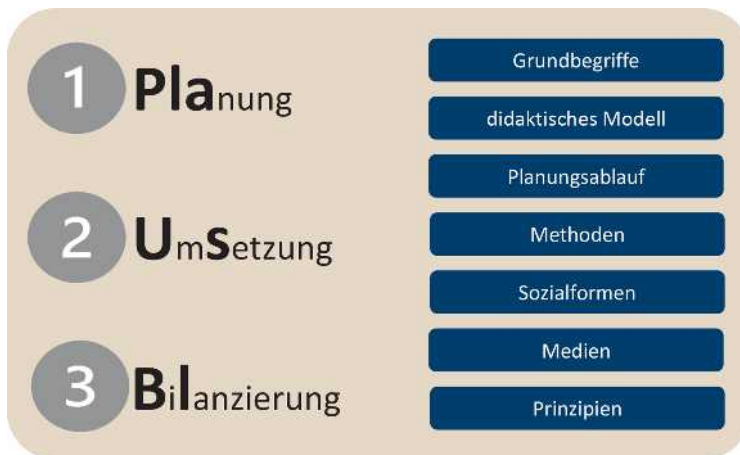 1 Planung
2 UmSetzung
3 Bilanzierung
Grundbegriffe
didaktisches Modell
Planungsablauf
Methoden
Sozialformen
Medien
Prinzipien